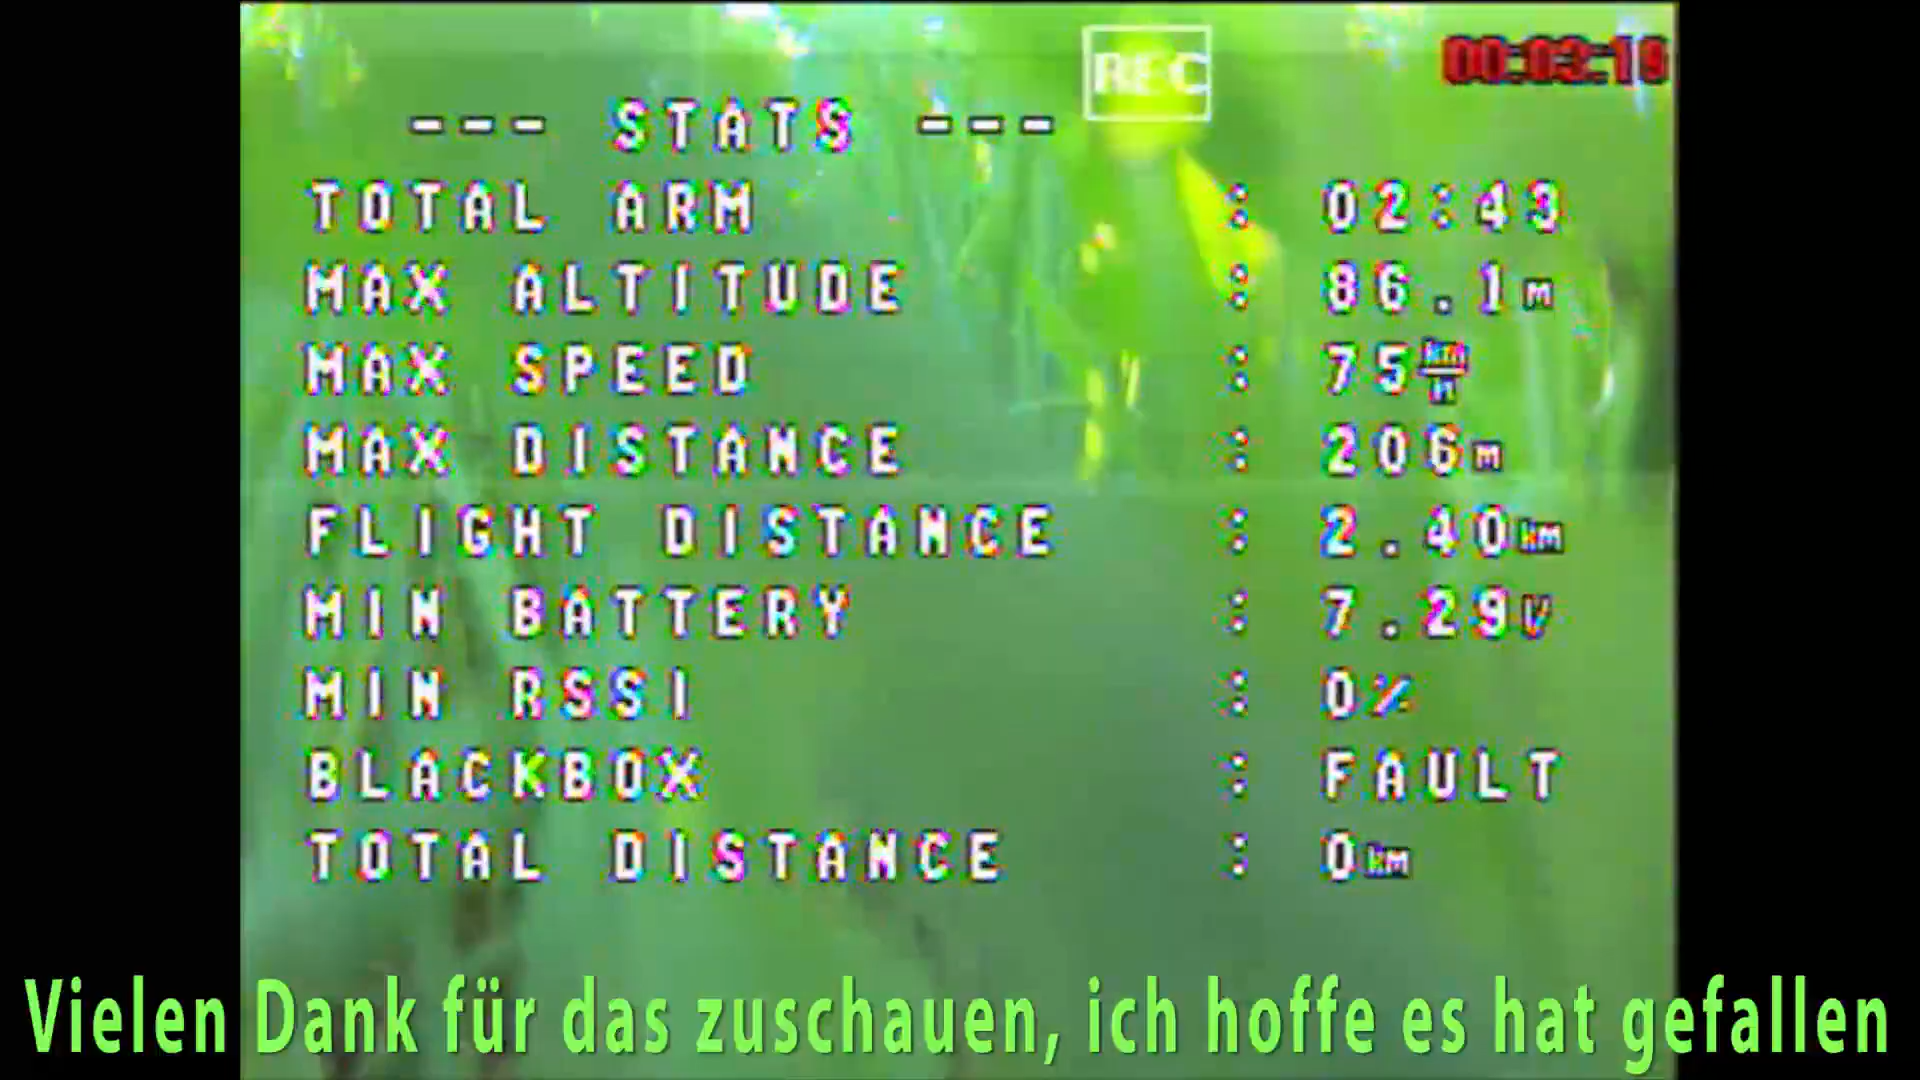 REC 00:03:19
--- STATS ---
TOTAL ARM : 02:43
MAX ALTITUDE : 86.1m
MAX SPEED : 75km/h
MAX DISTANCE : 206m
FLIGHT DISTANCE : 2.40km
MIN BATTERY : 7.29V
MIN RSSI : 0%
BLACKBOX : FAULT
TOTAL DISTANCE : 0km
Vielen Dank für das zuschauen, ich hoffe es hat gefallen